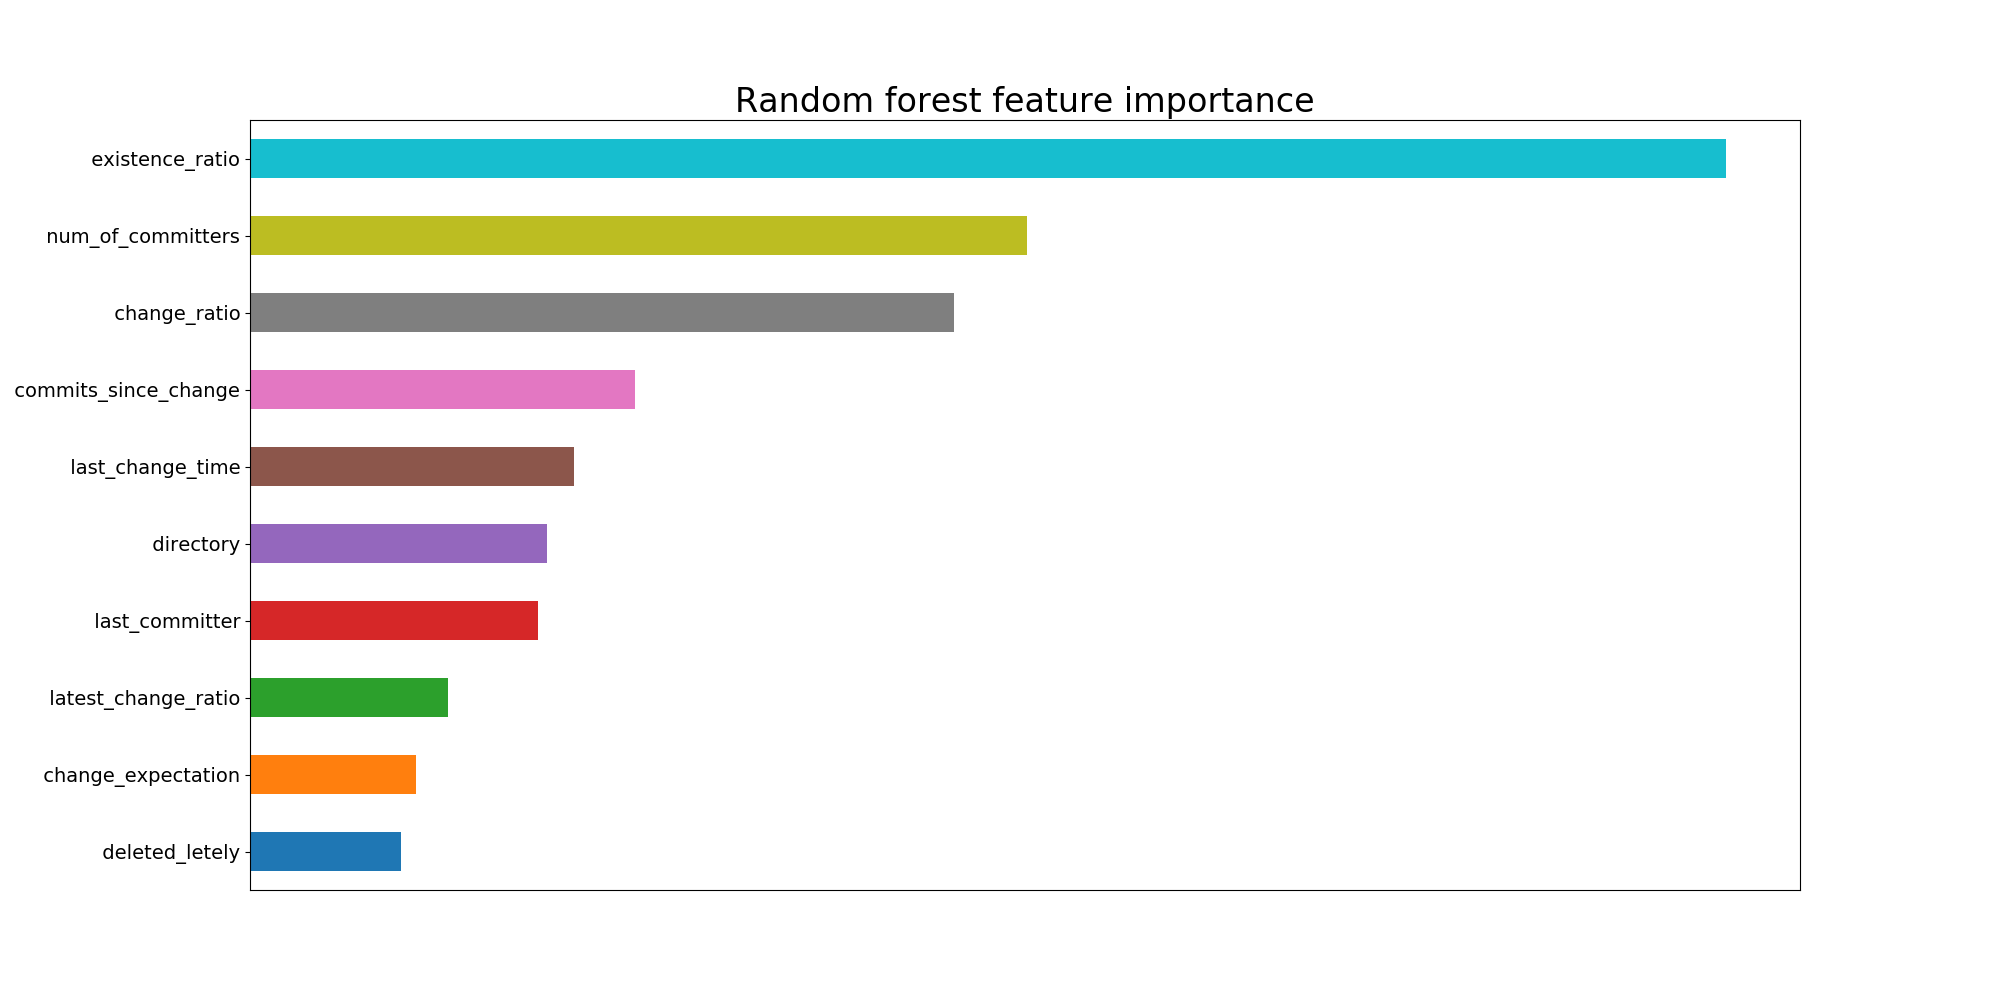 Random forest feature importance
existence_ratio
num_of_committers
change_ratio
commits_since_change
last_change_time
directory
last_committer
latest_change_ratio
change_expectation
deleted_letely